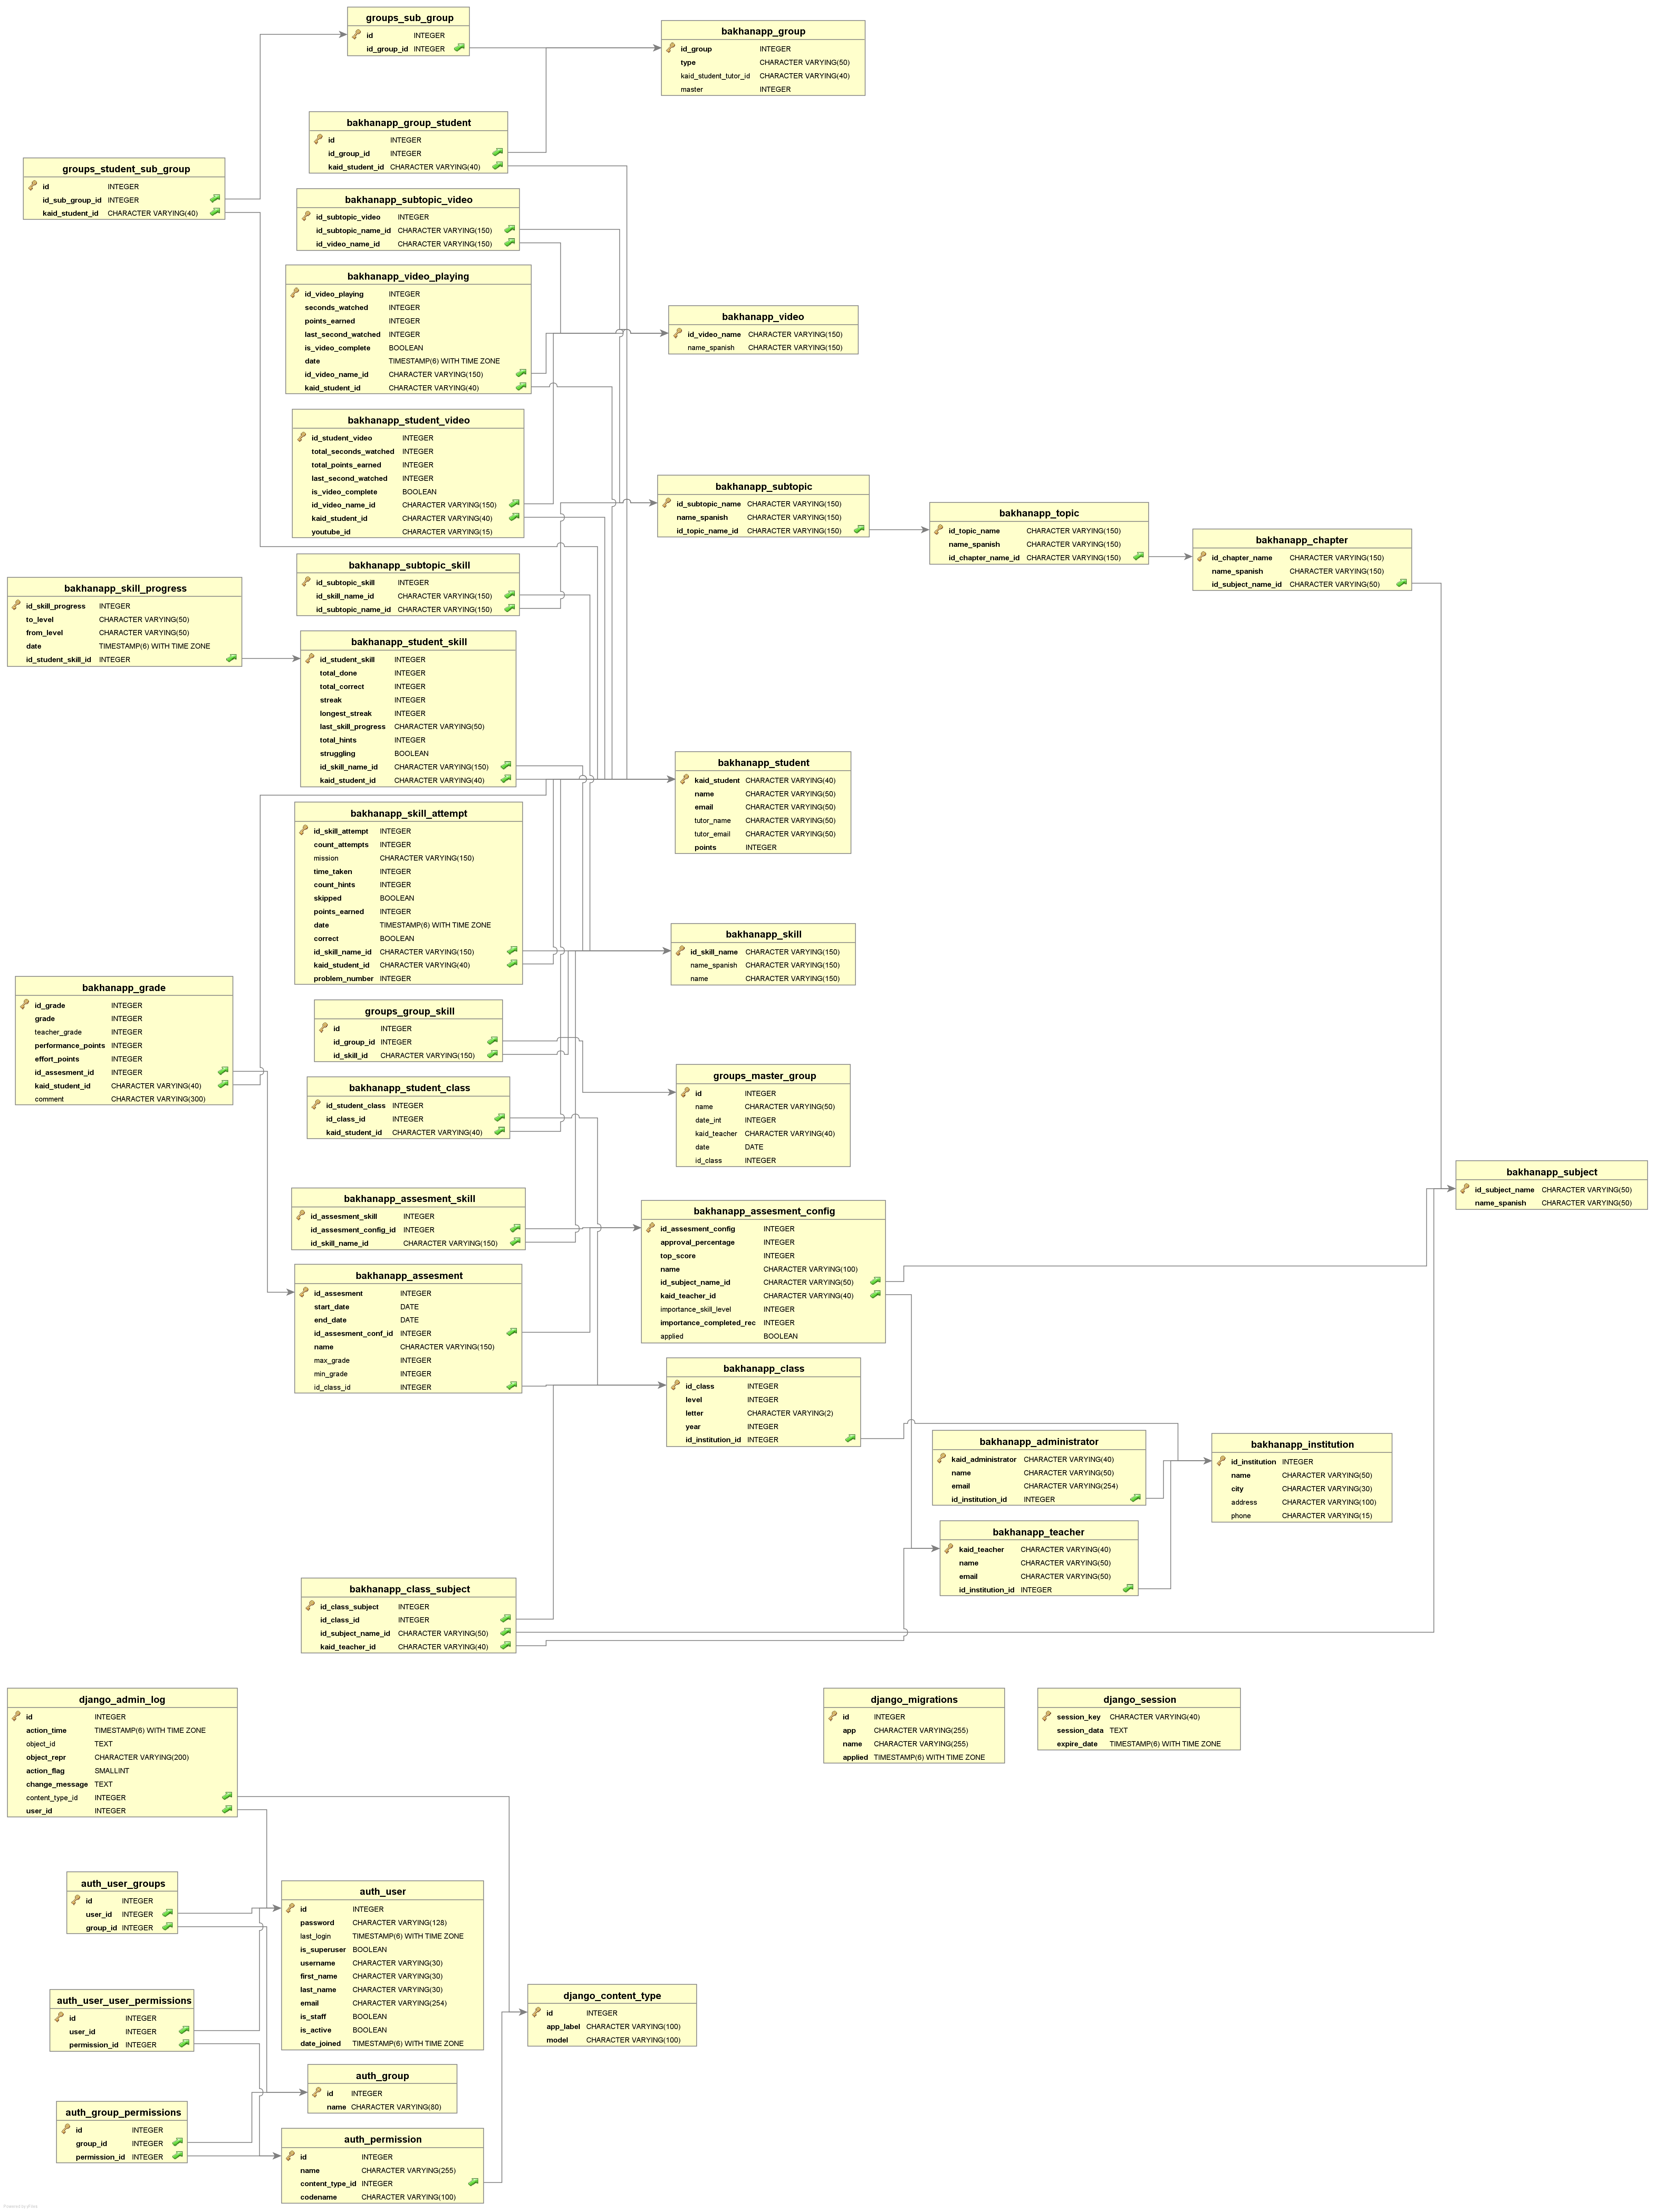 groups_sub_group
id INTEGER
id_group_id INTEGER
bakhanapp_group
id_group INTEGER
type CHARACTER VARYING(50)
kaid_student_tutor_id CHARACTER VARYING(40)
master INTEGER
bakhanapp_group_student
id INTEGER
id_group_id INTEGER
kaid_student_id CHARACTER VARYING(40)
groups_student_sub_group
id INTEGER
id_sub_group_id INTEGER
kaid_student_id CHARACTER VARYING(40)
bakhanapp_subtopic_video
id_subtopic_video INTEGER
id_subtopic_name_id CHARACTER VARYING(150)
id_video_name_id CHARACTER VARYING(150)
bakhanapp_video_playing
id_video_playing INTEGER
seconds_watched INTEGER
points_earned INTEGER
last_second_watched INTEGER
is_video_complete BOOLEAN
date TIMESTAMP(6) WITH TIME ZONE
id_video_name_id CHARACTER VARYING(150)
kaid_student_id CHARACTER VARYING(40)
bakhanapp_video
id_video_name CHARACTER VARYING(150)
name_spanish CHARACTER VARYING(150)
bakhanapp_student_video
id_student_video INTEGER
total_seconds_watched INTEGER
total_points_earned INTEGER
last_second_watched INTEGER
is_video_complete BOOLEAN
id_video_name_id CHARACTER VARYING(150)
kaid_student_id CHARACTER VARYING(40)
youtube_id CHARACTER VARYING(15)
bakhanapp_subtopic
id_subtopic_name CHARACTER VARYING(150)
name_spanish CHARACTER VARYING(150)
id_topic_name_id CHARACTER VARYING(150)
bakhanapp_topic
id_topic_name CHARACTER VARYING(150)
name_spanish CHARACTER VARYING(150)
id_chapter_name_id CHARACTER VARYING(150)
bakhanapp_chapter
id_chapter_name CHARACTER VARYING(150)
name_spanish CHARACTER VARYING(150)
id_subject_name_id CHARACTER VARYING(50)
bakhanapp_subtopic_skill
id_subtopic_skill INTEGER
id_skill_name_id CHARACTER VARYING(150)
id_subtopic_name_id CHARACTER VARYING(150)
bakhanapp_skill_progress
id_skill_progress INTEGER
to_level CHARACTER VARYING(50)
from_level CHARACTER VARYING(50)
date TIMESTAMP(6) WITH TIME ZONE
id_student_skill_id INTEGER
bakhanapp_student_skill
id_student_skill INTEGER
total_done INTEGER
total_correct INTEGER
streak INTEGER
longest_streak INTEGER
last_skill_progress CHARACTER VARYING(50)
total_hints INTEGER
struggling BOOLEAN
id_skill_name_id CHARACTER VARYING(150)
kaid_student_id CHARACTER VARYING(40)
bakhanapp_student
kaid_student CHARACTER VARYING(40)
name CHARACTER VARYING(50)
email CHARACTER VARYING(50)
tutor_name CHARACTER VARYING(50)
tutor_email CHARACTER VARYING(50)
points INTEGER
bakhanapp_skill_attempt
id_skill_attempt INTEGER
count_attempts INTEGER
mission CHARACTER VARYING(150)
time_taken INTEGER
count_hints INTEGER
skipped BOOLEAN
points_earned INTEGER
date TIMESTAMP(6) WITH TIME ZONE
correct BOOLEAN
id_skill_name_id CHARACTER VARYING(150)
kaid_student_id CHARACTER VARYING(40)
problem_number INTEGER
bakhanapp_skill
id_skill_name CHARACTER VARYING(150)
name_spanish CHARACTER VARYING(150)
name CHARACTER VARYING(150)
bakhanapp_grade
id_grade INTEGER
grade INTEGER
teacher_grade INTEGER
performance_points INTEGER
effort_points INTEGER
id_assesment_id INTEGER
kaid_student_id CHARACTER VARYING(40)
comment CHARACTER VARYING(300)
groups_group_skill
id INTEGER
id_group_id INTEGER
id_skill_id CHARACTER VARYING(150)
groups_master_group
id INTEGER
name CHARACTER VARYING(50)
date_int INTEGER
kaid_teacher CHARACTER VARYING(40)
date DATE
id_class INTEGER
bakhanapp_student_class
id_student_class INTEGER
id_class_id INTEGER
kaid_student_id CHARACTER VARYING(40)
bakhanapp_subject
id_subject_name CHARACTER VARYING(50)
name_spanish CHARACTER VARYING(50)
bakhanapp_assesment_skill
id_assesment_skill INTEGER
id_assesment_config_id INTEGER
id_skill_name_id CHARACTER VARYING(150)
bakhanapp_assesment_config
id_assesment_config INTEGER
approval_percentage INTEGER
top_score INTEGER
name CHARACTER VARYING(100)
id_subject_name_id CHARACTER VARYING(50)
kaid_teacher_id CHARACTER VARYING(40)
importance_skill_level INTEGER
importance_completed_rec INTEGER
applied BOOLEAN
bakhanapp_assesment
id_assesment INTEGER
start_date DATE
end_date DATE
id_assesment_conf_id INTEGER
name CHARACTER VARYING(150)
max_grade INTEGER
min_grade INTEGER
id_class_id INTEGER
bakhanapp_class
id_class INTEGER
level INTEGER
letter CHARACTER VARYING(2)
year INTEGER
id_institution_id INTEGER
bakhanapp_administrator
kaid_administrator CHARACTER VARYING(40)
name CHARACTER VARYING(50)
email CHARACTER VARYING(254)
id_institution_id INTEGER
bakhanapp_institution
id_institution INTEGER
name CHARACTER VARYING(50)
city CHARACTER VARYING(30)
address CHARACTER VARYING(100)
phone CHARACTER VARYING(15)
bakhanapp_teacher
kaid_teacher CHARACTER VARYING(40)
name CHARACTER VARYING(50)
email CHARACTER VARYING(50)
id_institution_id INTEGER
bakhanapp_class_subject
id_class_subject INTEGER
id_class_id INTEGER
id_subject_name_id CHARACTER VARYING(50)
kaid_teacher_id CHARACTER VARYING(40)
django_admin_log
id INTEGER
action_time TIMESTAMP(6) WITH TIME ZONE
object_id TEXT
object_repr CHARACTER VARYING(200)
action_flag SMALLINT
change_message TEXT
content_type_id INTEGER
user_id INTEGER
django_migrations
id INTEGER
app CHARACTER VARYING(255)
name CHARACTER VARYING(255)
applied TIMESTAMP(6) WITH TIME ZONE
django_session
session_key CHARACTER VARYING(40)
session_data TEXT
expire_date TIMESTAMP(6) WITH TIME ZONE
auth_user_groups
id INTEGER
user_id INTEGER
group_id INTEGER
auth_user
id INTEGER
password CHARACTER VARYING(128)
last_login TIMESTAMP(6) WITH TIME ZONE
is_superuser BOOLEAN
username CHARACTER VARYING(30)
first_name CHARACTER VARYING(30)
last_name CHARACTER VARYING(30)
email CHARACTER VARYING(254)
is_staff BOOLEAN
is_active BOOLEAN
date_joined TIMESTAMP(6) WITH TIME ZONE
auth_user_user_permissions
id INTEGER
user_id INTEGER
permission_id INTEGER
django_content_type
id INTEGER
app_label CHARACTER VARYING(100)
model CHARACTER VARYING(100)
auth_group
id INTEGER
name CHARACTER VARYING(80)
auth_group_permissions
id INTEGER
group_id INTEGER
permission_id INTEGER
auth_permission
id INTEGER
name CHARACTER VARYING(255)
content_type_id INTEGER
codename CHARACTER VARYING(100)
Powered by yFiles